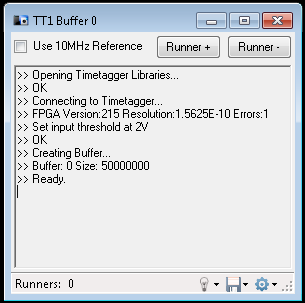 TT1 Buffer 0
Use 10MHz Reference
Runner +
Runner -
>> Opening Timetagger Libraries...
>> OK
>> Connecting to Timetagger...
>> FPGA Version:215 Resolution:1.5625E-10 Errors:1
>> Set input threshold at 2V
>> OK
>> Creating Buffer...
>> Buffer: 0 Size: 50000000
>> Ready.
Runners: 0